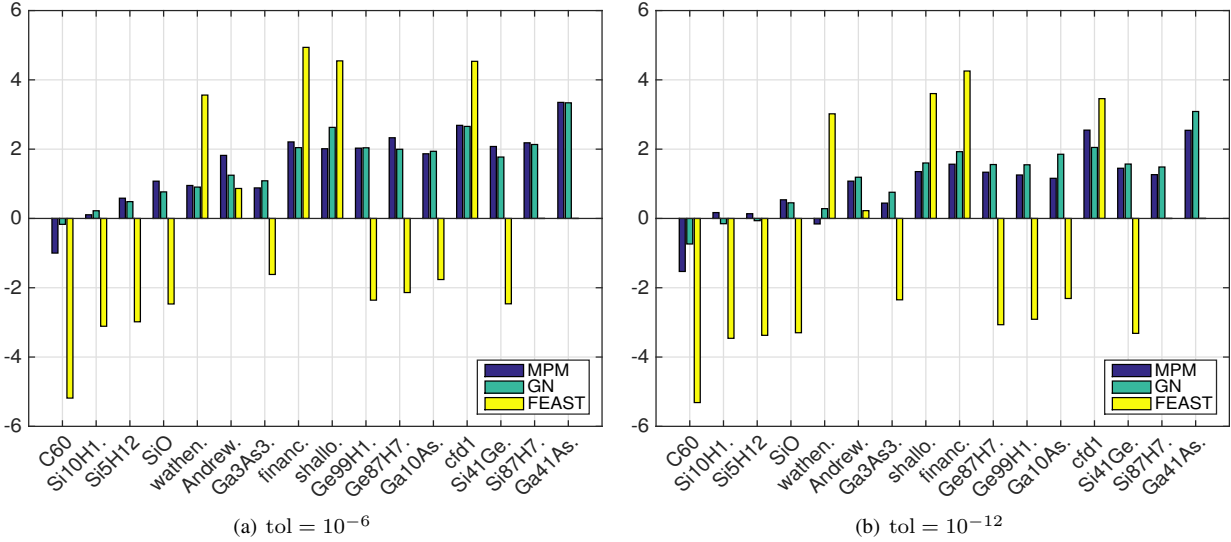 6
4
2
0
-2
-4
-6
MPM
GN
FEAST
C60
Si10H1.
Si5H12
SiO
wathen.
Andrew.
Ga3As3.
financ.
shallo.
Ge99H1.
Ge87H7.
Ga10As.
cfd1
Si41Ge.
Si87H7.
Ga41As.
(a) tol = 10⁻⁶
6
4
2
0
-2
-4
-6
MPM
GN
FEAST
C60
Si10H1.
Si5H12
SiO
wathen.
Andrew.
Ga3As3.
shallo.
financ.
Ge87H7.
Ge99H1.
Ga10As.
cfd1
Si41Ge.
Si87H7.
Ga41As.
(b) tol = 10⁻¹²